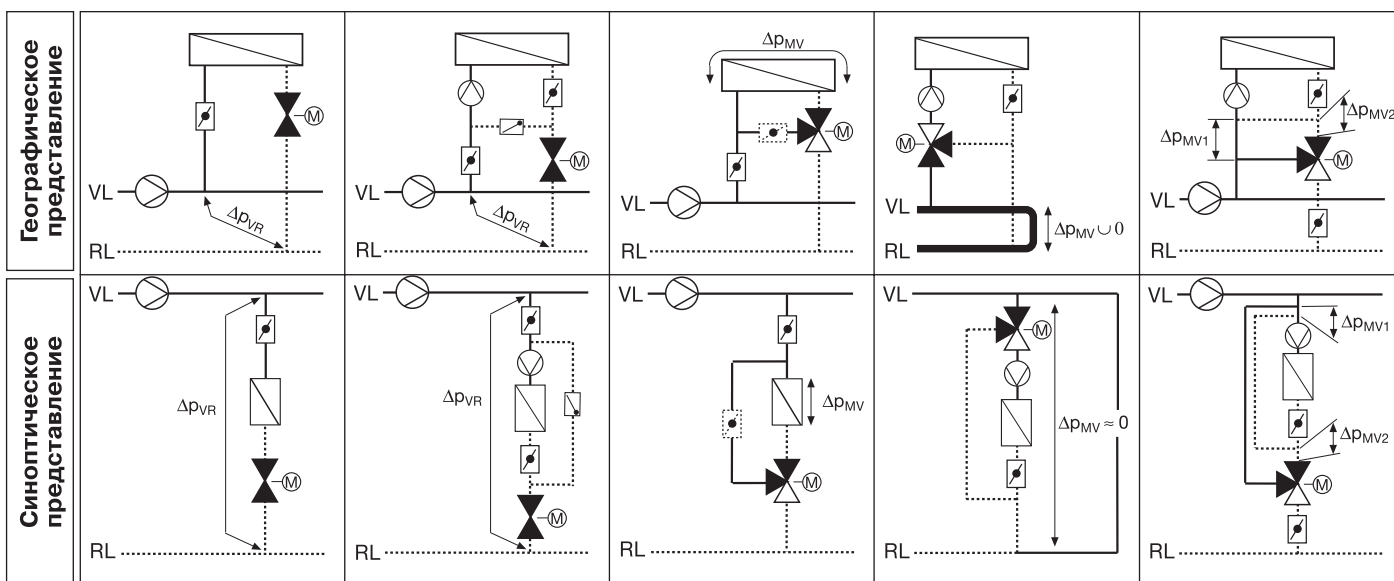 Географическое
представление
VL
RL
M
Δp_VR
VL
RL
M
Δp_VR
VL
RL
M
Δp_MV
VL
RL
M
Δp_MV ∪ 0
VL
RL
M
Δp_MV1
Δp_MV2
Синоптическое
представление
VL
RL
M
Δp_VR
VL
RL
M
Δp_VR
VL
RL
M
Δp_MV
VL
RL
M
Δp_MV ≈ 0
VL
RL
M
Δp_MV1
Δp_MV2